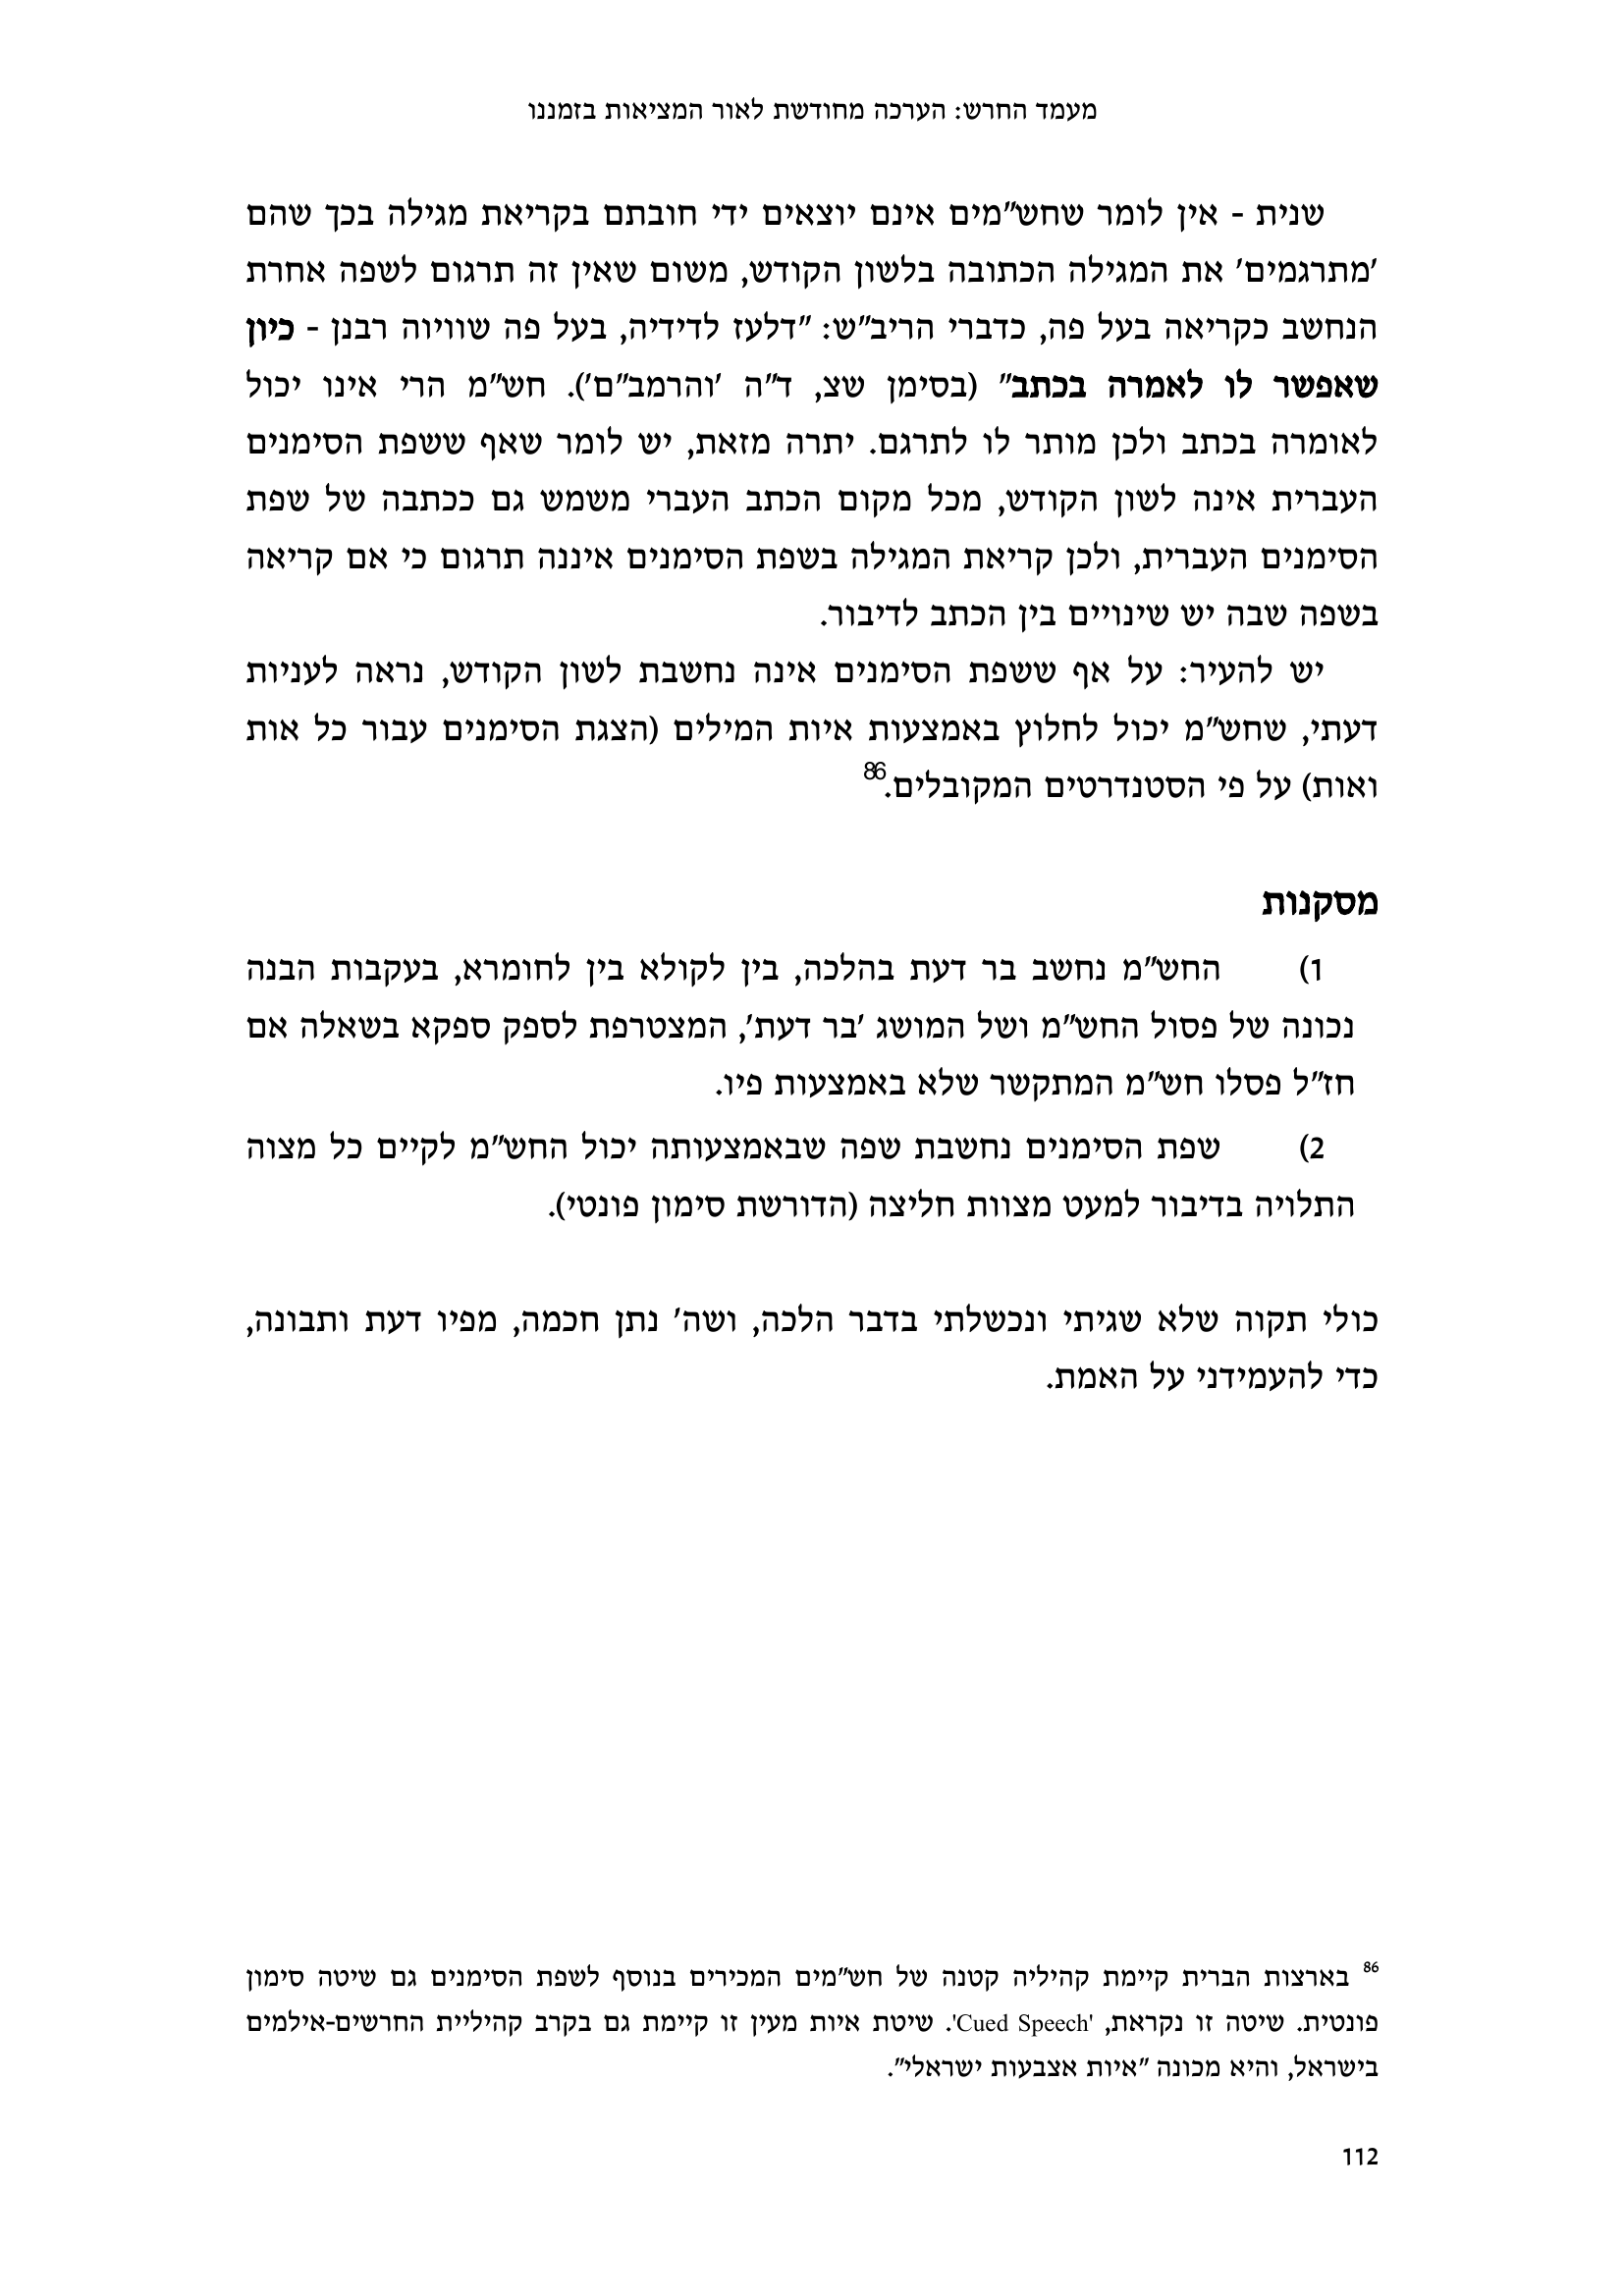 מעמד החרש: הערכה מחודשת לאור המציאות בזמננו
שנית - אין לומר שחש"מים אינם יוצאים ידי חובתם בקריאת מגילה בכך שהם
'מתרגמים' את המגילה הכתובה בלשון הקודש, משום שאין זה תרגום לשפה אחרת
הנחשב כקריאה בעל פה, כדברי הריב"ש: "דלעז לדידיה, בעל פה שוויוה רבנן - כיון
שאפשר לו לאמרה בכתב" (בסימן שצ, ד"ה 'והרמב"ם'). חש"מ הרי אינו יכול
לאומרה בכתב ולכן מותר לו לתרגם. יתרה מזאת, יש לומר שאף ששפת הסימנים
העברית אינה לשון הקודש, מכל מקום הכתב העברי משמש גם ככתבה של שפת
הסימנים העברית, ולכן קריאת המגילה בשפת הסימנים איננה תרגום כי אם קריאה
בשפה שבה יש שינויים בין הכתב לדיבור.
יש להעיר: על אף ששפת הסימנים אינה נחשבת לשון הקודש, נראה לעניות
דעתי, שחש"מ יכול לחלוץ באמצעות איות המילים (הצגת הסימנים עבור כל אות
ואות) על פי הסטנדרטים המקובלים.86
מסקנות
1) החש"מ נחשב בר דעת בהלכה, בין לקולא בין לחומרא, בעקבות הבנה
נכונה של פסול החש"מ ושל המושג 'בר דעת', המצטרפת לספק ספקא בשאלה אם
חז"ל פסלו חש"מ המתקשר שלא באמצעות פיו.
2) שפת הסימנים נחשבת שפה שבאמצעותה יכול החש"מ לקיים כל מצוה
התלויה בדיבור למעט מצוות חליצה (הדורשת סימון פונטי).
כולי תקוה שלא שגיתי ונכשלתי בדבר הלכה, ושה' נתן חכמה, מפיו דעת ותבונה,
כדי להעמידני על האמת.
86 בארצות הברית קיימת קהיליה קטנה של חש"מים המכירים בנוסף לשפת הסימנים גם שיטה סימון
פונטית. שיטה זו נקראת, 'Cued Speech'. שיטת איות מעין זו קיימת גם בקרב קהיליית החרשים-אילמים
בישראל, והיא מכונה "איות אצבעות ישראלי".
112